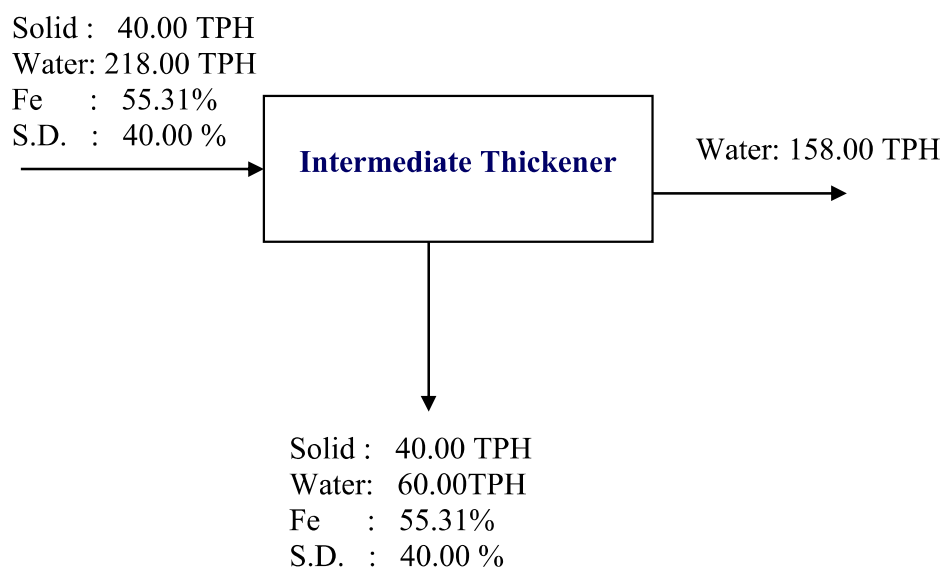 Solid : 40.00 TPH
Water: 218.00 TPH
Fe : 55.31%
S.D. : 40.00 %
Intermediate Thickener
Water: 158.00 TPH
Solid : 40.00 TPH
Water: 60.00TPH
Fe : 55.31%
S.D. : 40.00 %